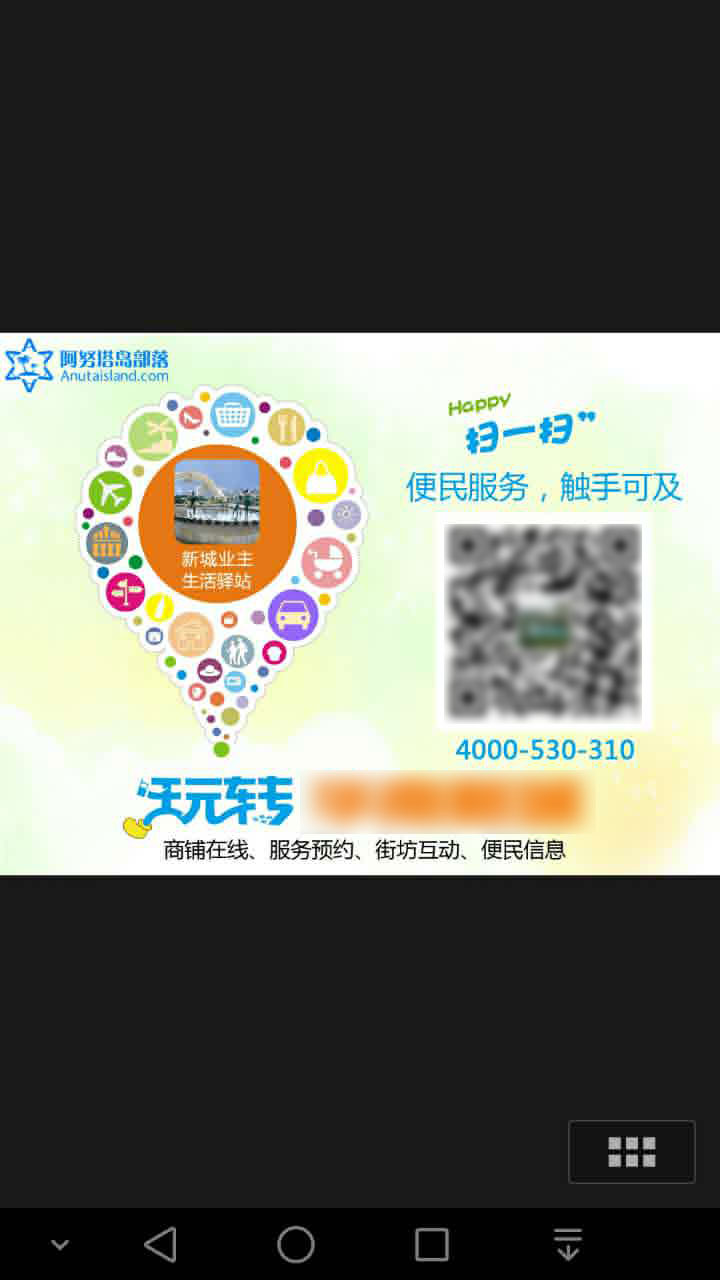 阿努塔岛部落
Anutaisland.com
Happy
扫一扫”
便民服务，触手可及
新城业主
生活驿站
4000-530-310
玩转
商铺在线、服务预约、街坊互动、便民信息